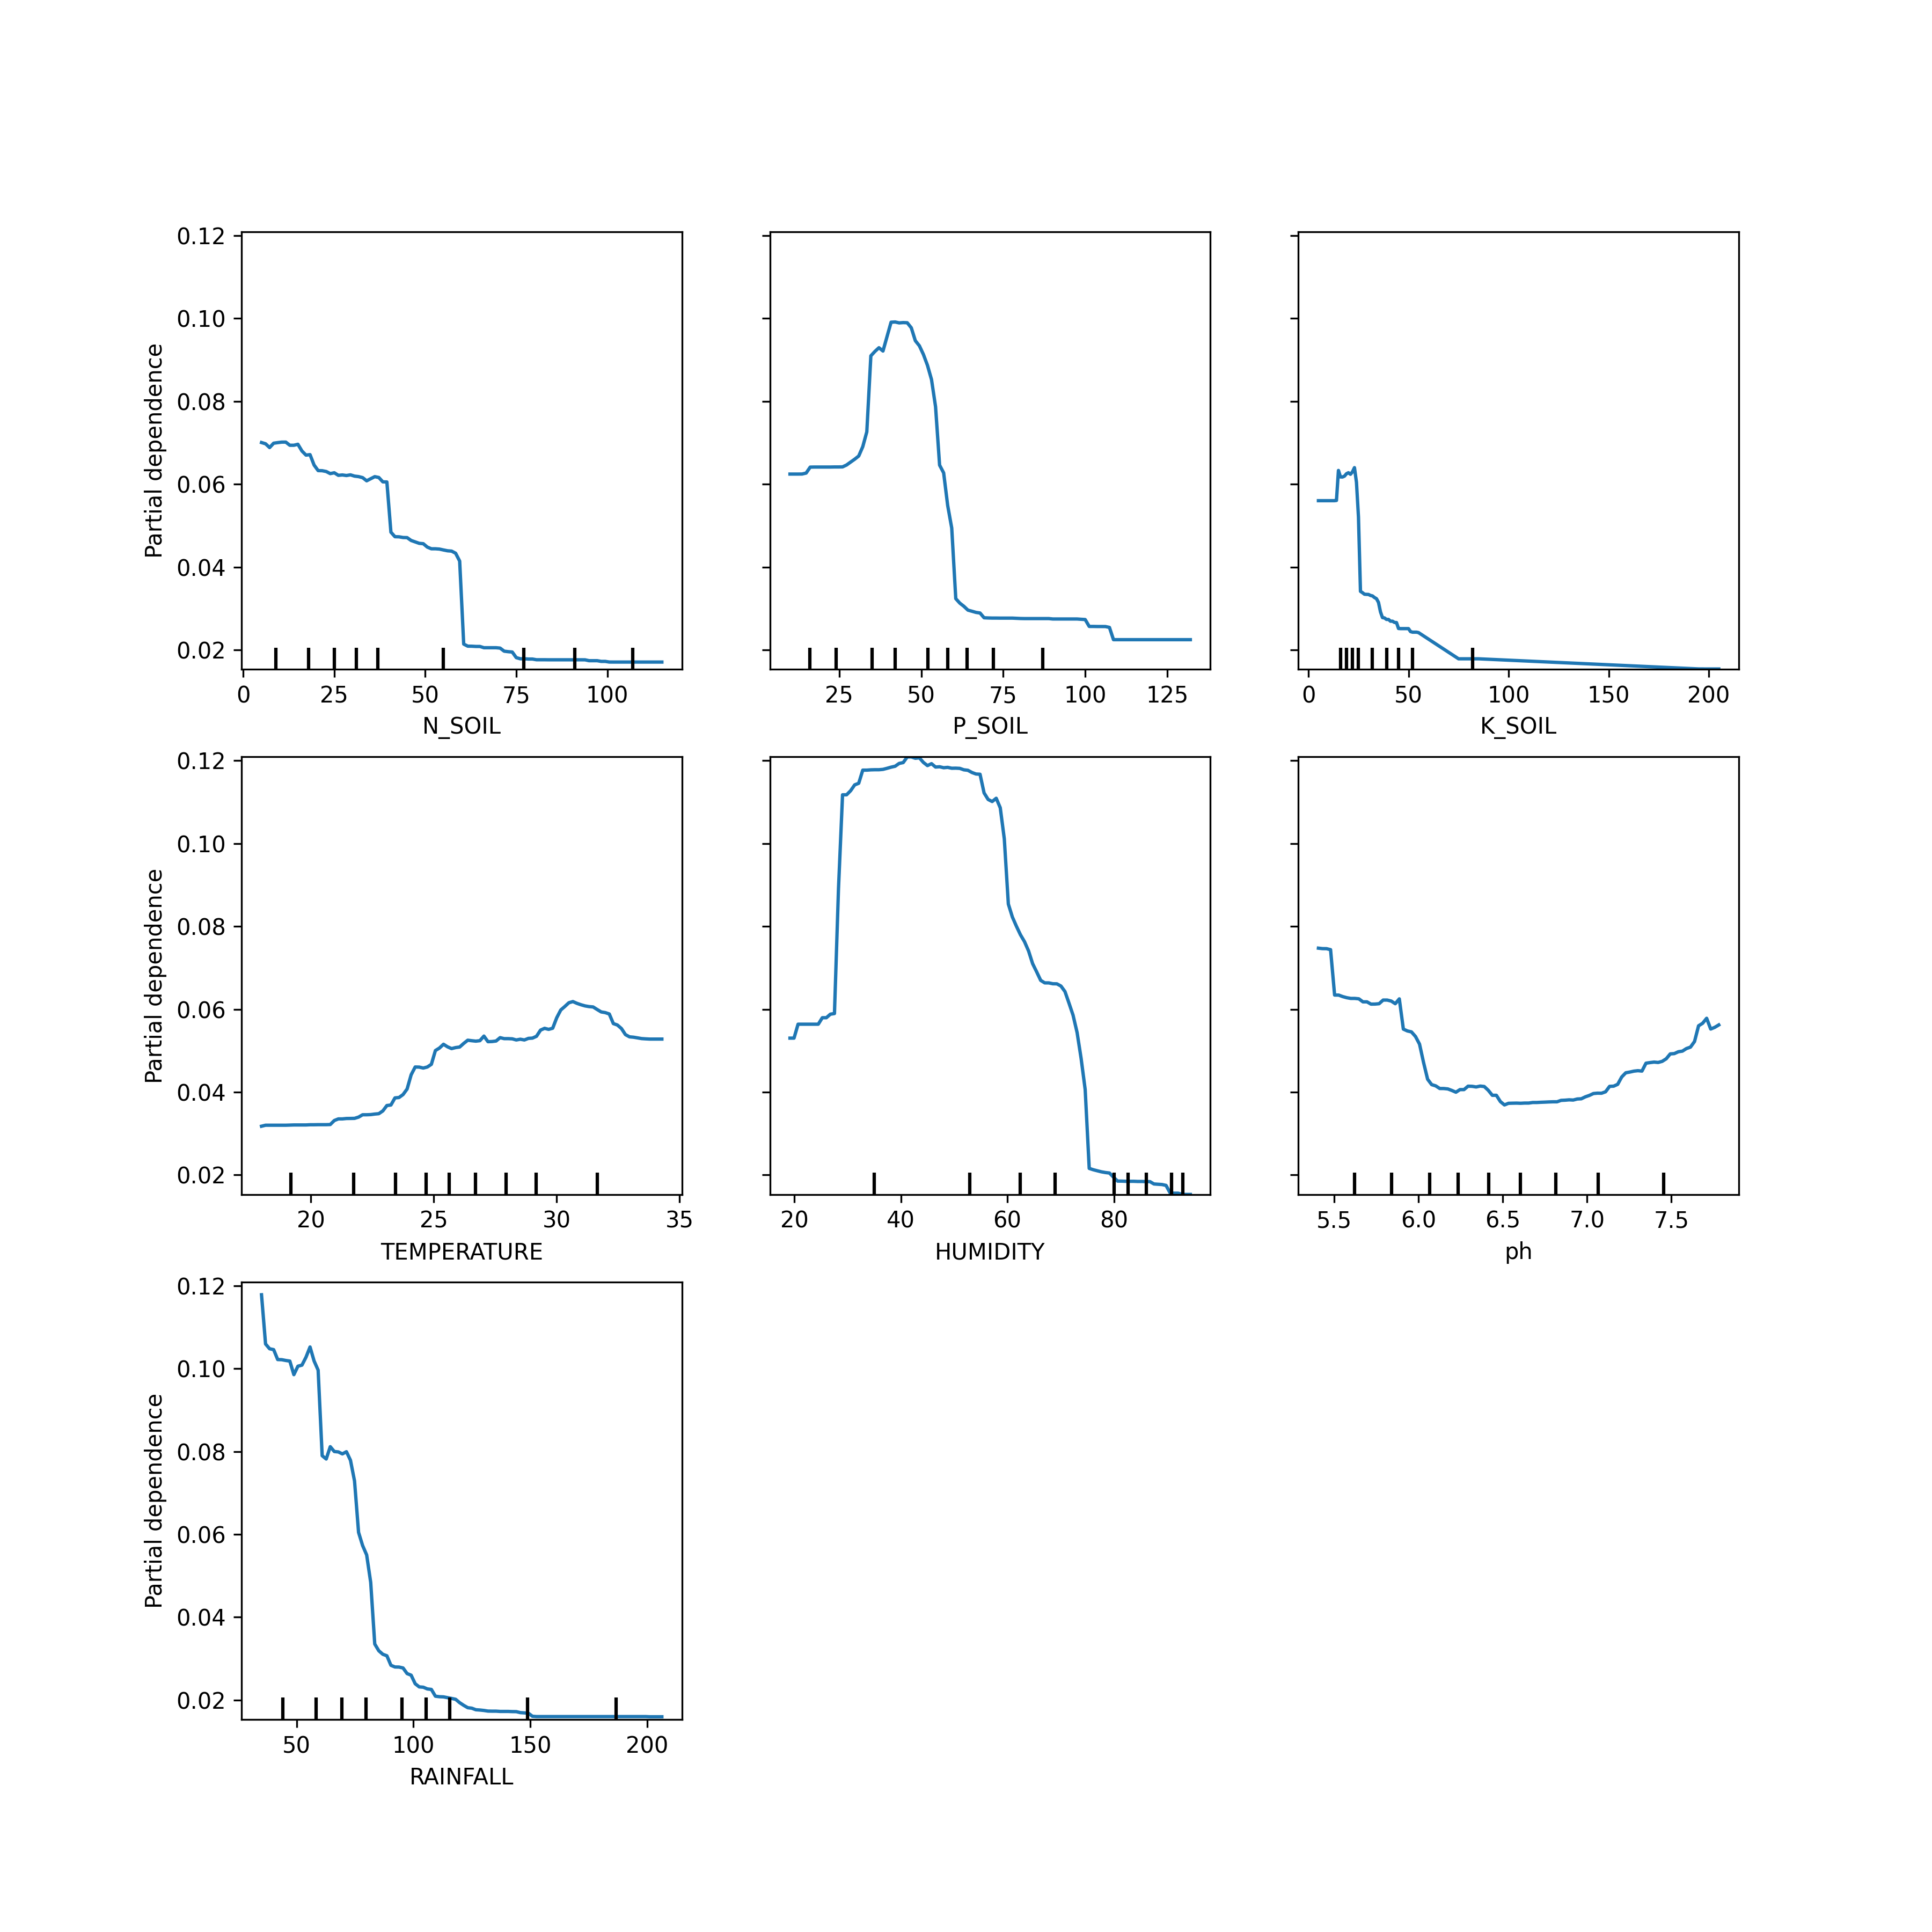 0.12
0.10
0.08
0.06
0.04
0.02
Partial dependence
0 25 50 75 100
N_SOIL
25 50 75 100 125
P_SOIL
0 50 100 150 200
K_SOIL
0.12
0.10
0.08
0.06
0.04
0.02
Partial dependence
20 25 30 35
TEMPERATURE
20 40 60 80
HUMIDITY
5.5 6.0 6.5 7.0 7.5
ph
0.12
0.10
0.08
0.06
0.04
0.02
Partial dependence
50 100 150 200
RAINFALL